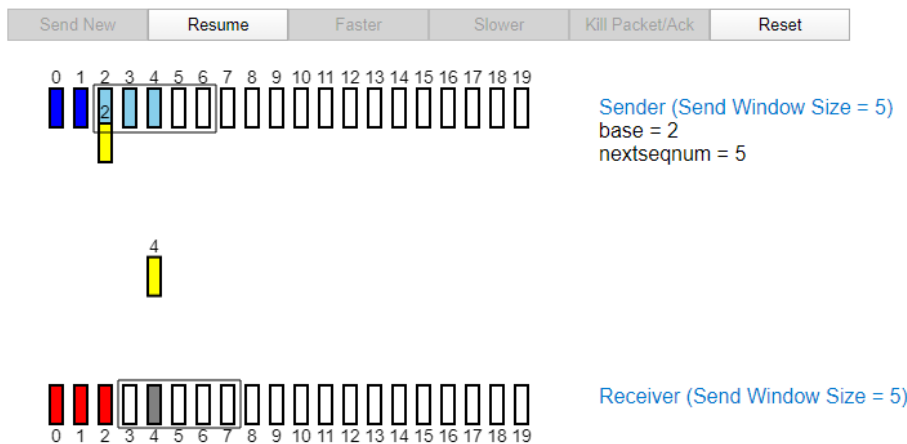 Send New Resume Faster Slower Kill Packet/Ack Reset
0 1 2 3 4 5 6 7 8 9 10 11 12 13 14 15 16 17 18 19
2
Sender (Send Window Size = 5)
base = 2
nextseqnum = 5
4
Receiver (Send Window Size = 5)
0 1 2 3 4 5 6 7 8 9 10 11 12 13 14 15 16 17 18 19